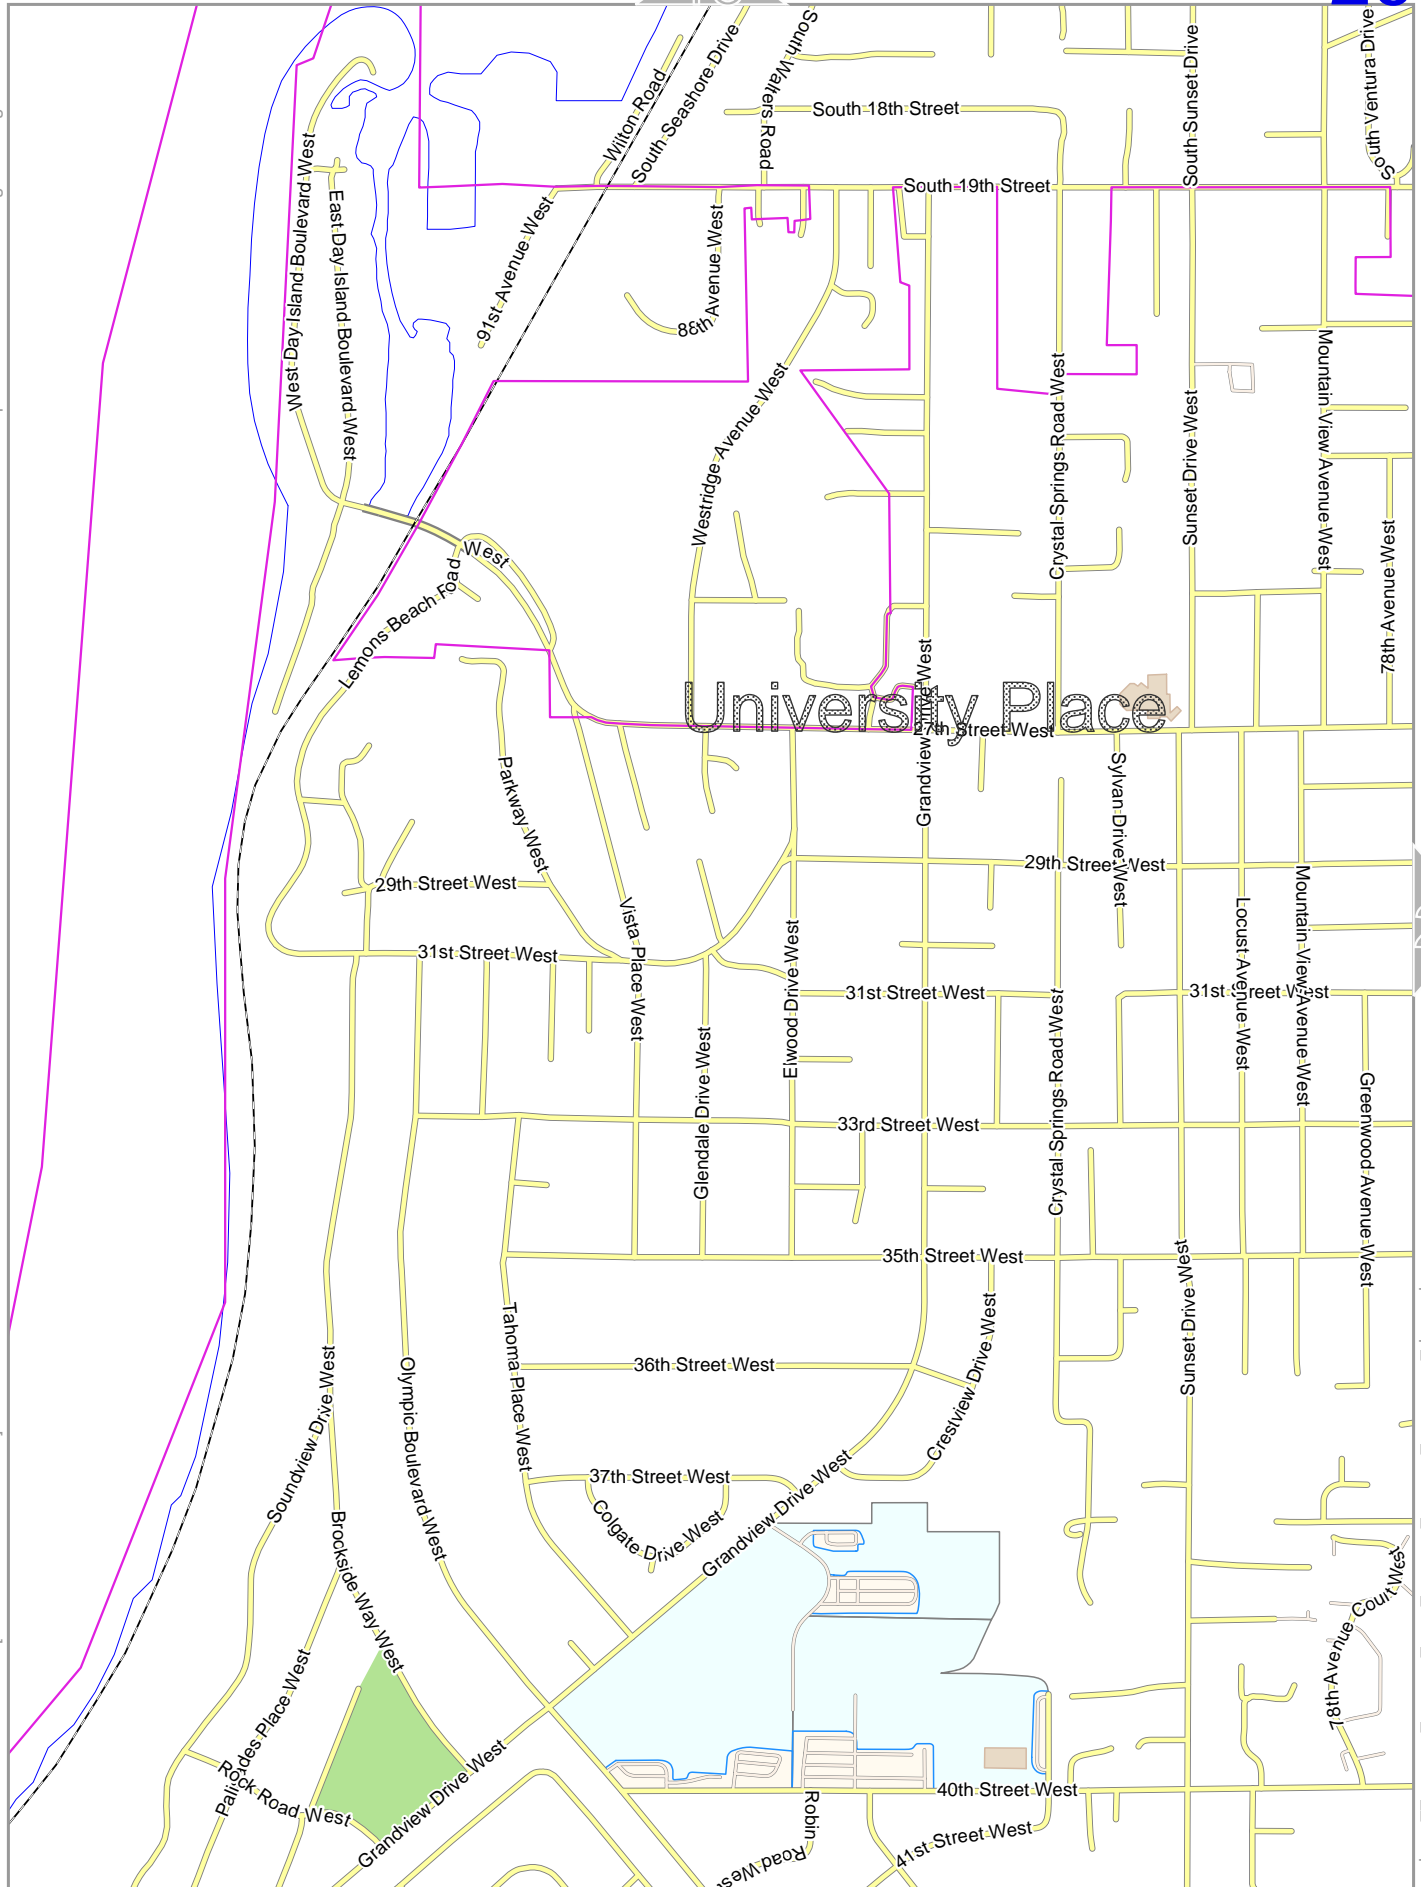 South Seashore Drive
South Walters Road
South Sunset Drive
South Ventura Drive
Wilton Road
South 18th Street
South
South 19th Street
West Day Island Boulevard West
East Day Island Boulevard West
91st Avenue West
88th Avenue West
Westridge Avenue West
Crystal Springs Road West
Sunset Drive West
Mountain View Avenue West
78th Avenue West
West
Lemons Beach Road
University Place
Grandview Drive West
27th Street West
Parkway West
Sylvan Drive West
29th Street West
29th Street West
Vista Place West
Elwood Drive West
Locust Avenue West
Mountain View Avenue West
31st Street West
31st Street West
31st Street West
Glendale Drive West
Crystal Springs Road West
Greenwood Avenue West
33rd Street West
35th Street West
Sunset Drive West
Tahoma Place West
36th Street West
Crestview Drive West
Olympic Boulevard West
Soundview Drive West
37th Street West
Colgate Drive West
Grandview Drive West
Brockside Way West
78th Avenue Court West
Palisades Place West
Rock Road West
Grandview Drive West
40th Street West
Robin
Road West
41st Street West